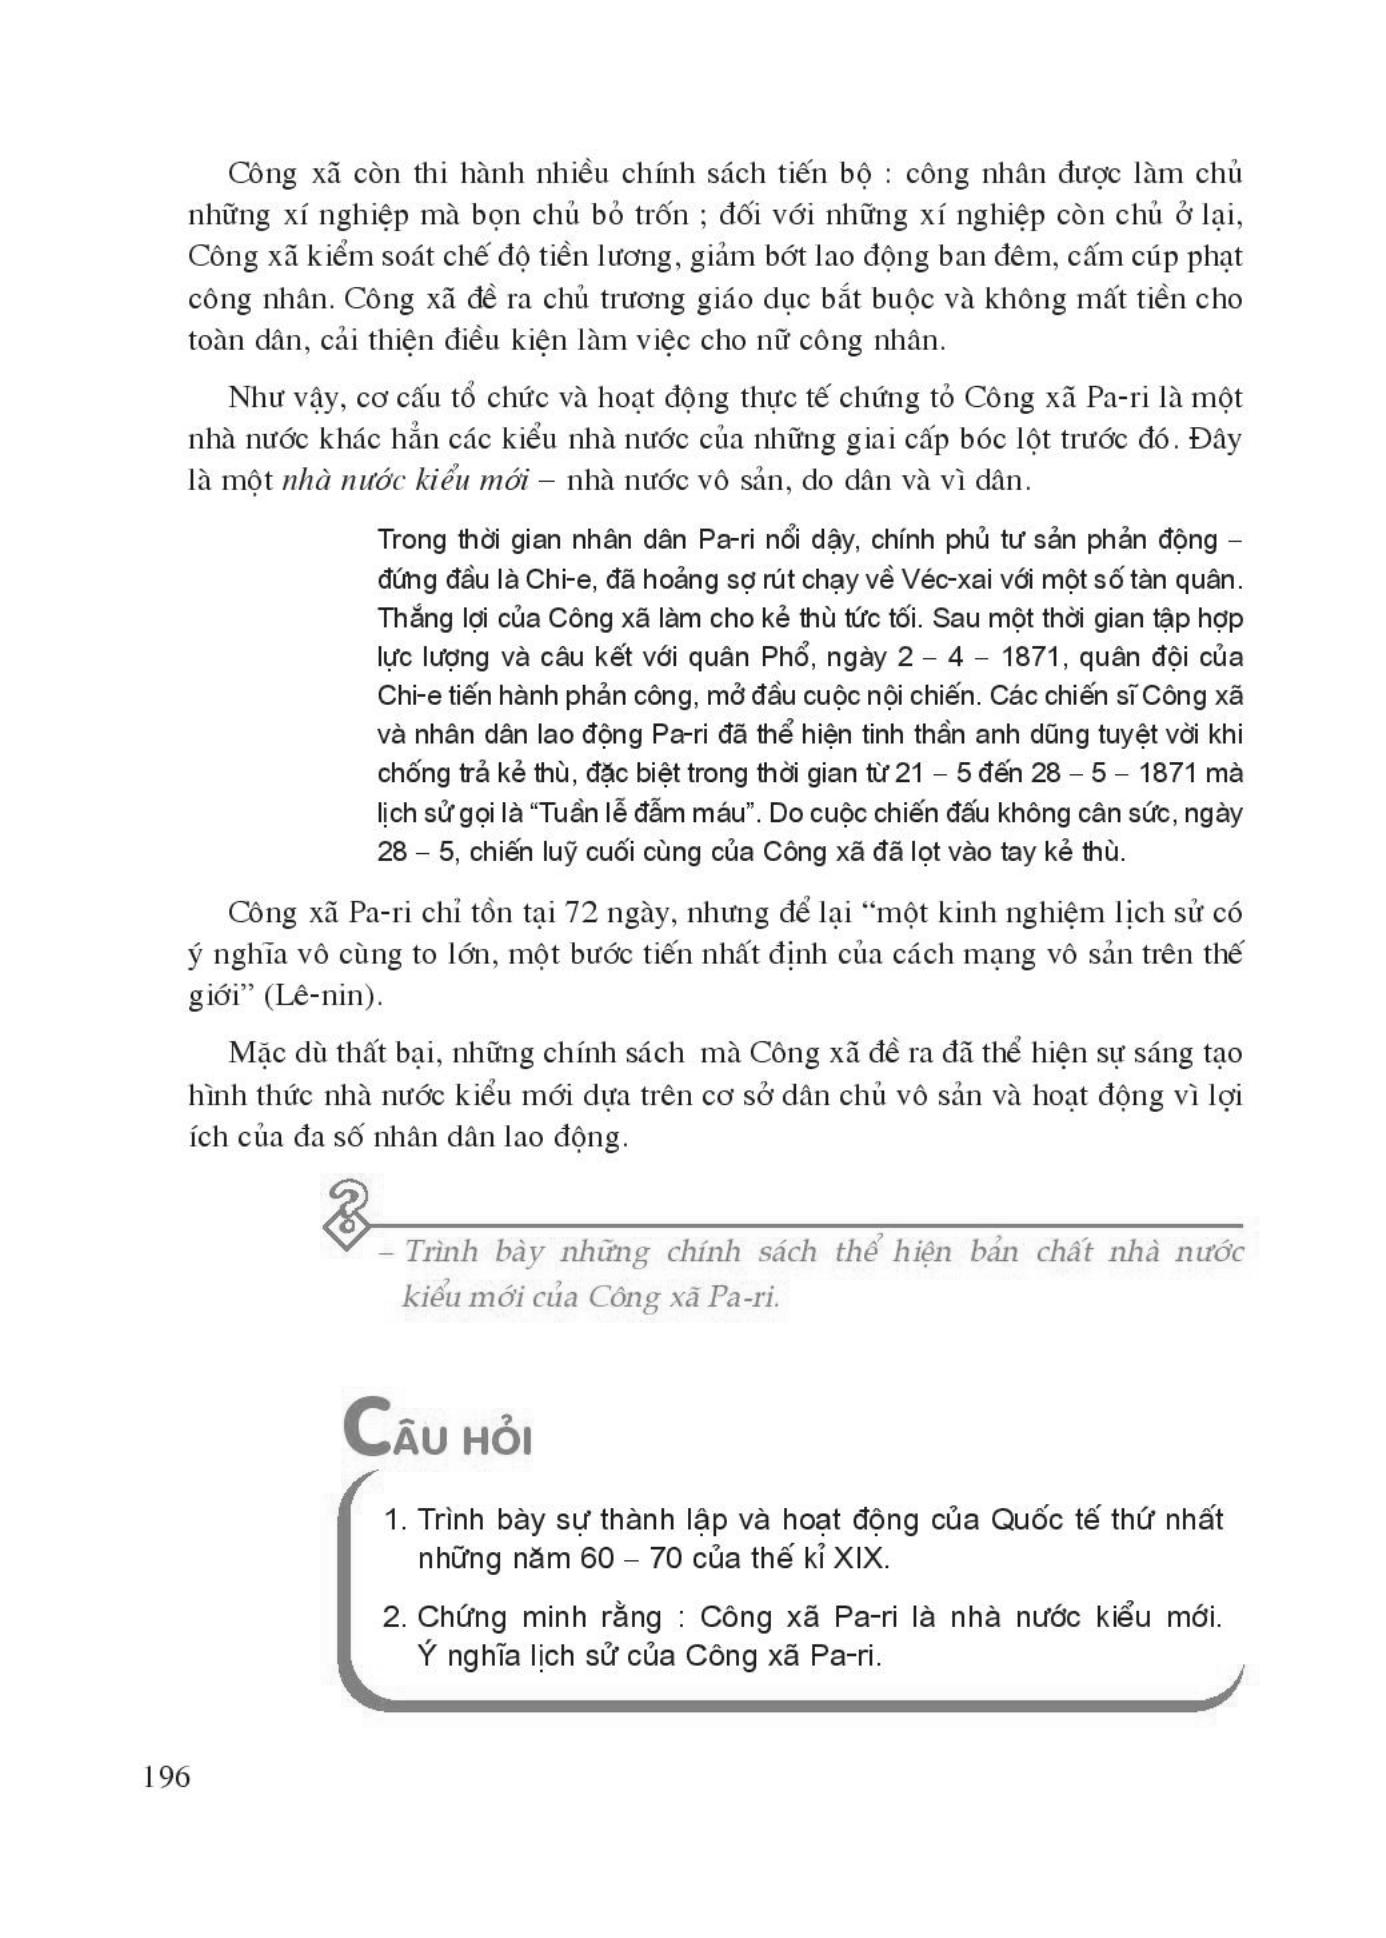 Công xã còn thi hành nhiều chính sách tiến bộ : công nhân được làm chủ
những xí nghiệp mà bọn chủ bỏ trốn ; đối với những xí nghiệp còn chủ ở lại,
Công xã kiểm soát chế độ tiền lương, giảm bớt lao động ban đêm, cấm cúp phạt
công nhân. Công xã đề ra chủ trương giáo dục bắt buộc và không mất tiền cho
toàn dân, cải thiện điều kiện làm việc cho nữ công nhân.
Như vậy, cơ cấu tổ chức và hoạt động thực tế chứng tỏ Công xã Pa-ri là một
nhà nước khác hẳn các kiểu nhà nước của những giai cấp bóc lột trước đó. Đây
là một nhà nước kiểu mới – nhà nước vô sản, do dân và vì dân.
Trong thời gian nhân dân Pa-ri nổi dậy, chính phủ tư sản phản động –
đứng đầu là Chi-e, đã hoảng sợ rút chạy về Véc-xai với một số tàn quân.
Thắng lợi của Công xã làm cho kẻ thù tức tối. Sau một thời gian tập hợp
lực lượng và câu kết với quân Phổ, ngày 2 – 4 – 1871, quân đội của
Chi-e tiến hành phản công, mở đầu cuộc nội chiến. Các chiến sĩ Công xã
và nhân dân lao động Pa-ri đã thể hiện tinh thần anh dũng tuyệt vời khi
chống trả kẻ thù, đặc biệt trong thời gian từ 21 – 5 đến 28 – 5 – 1871 mà
lịch sử gọi là “Tuần lễ đẫm máu”. Do cuộc chiến đấu không cân sức, ngày
28 – 5, chiến luỹ cuối cùng của Công xã đã lọt vào tay kẻ thù.
Công xã Pa-ri chỉ tồn tại 72 ngày, nhưng để lại “một kinh nghiệm lịch sử có
ý nghĩa vô cùng to lớn, một bước tiến nhất định của cách mạng vô sản trên thế
giới” (Lê-nin).
Mặc dù thất bại, những chính sách mà Công xã đề ra đã thể hiện sự sáng tạo
hình thức nhà nước kiểu mới dựa trên cơ sở dân chủ vô sản và hoạt động vì lợi
ích của đa số nhân dân lao động.
?
– Trình bày những chính sách thể hiện bản chất nhà nước
kiểu mới của Công xã Pa-ri.
CÂU HỎI
1. Trình bày sự thành lập và hoạt động của Quốc tế thứ nhất
những năm 60 – 70 của thế kỉ XIX.
2. Chứng minh rằng : Công xã Pa-ri là nhà nước kiểu mới.
Ý nghĩa lịch sử của Công xã Pa-ri.
196